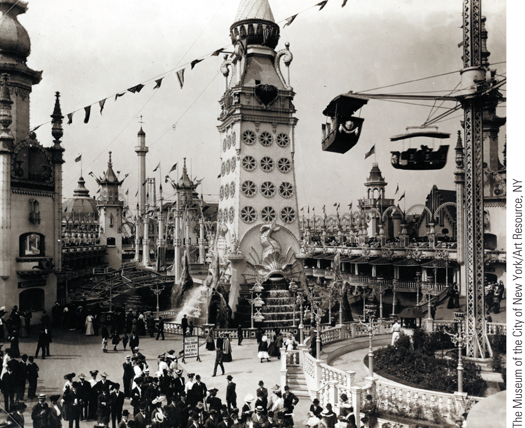 The Museum of the City of New York/Art Resource, NY